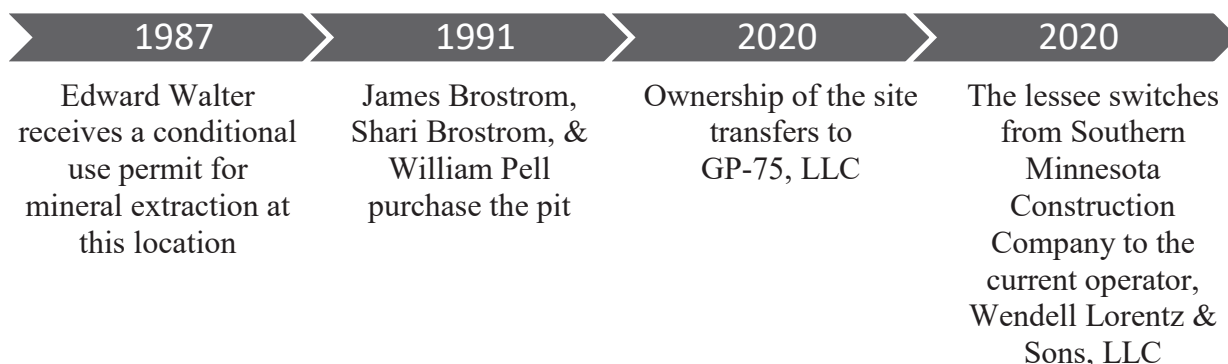 1987
Edward Walter
receives a conditional
use permit for
mineral extraction at
this location
1991
James Brostrom,
Shari Brostrom, &
William Pell
purchase the pit
2020
Ownership of the site
transfers to
GP-75, LLC
2020
The lessee switches
from Southern
Minnesota
Construction
Company to the
current operator,
Wendell Lorentz &
Sons, LLC